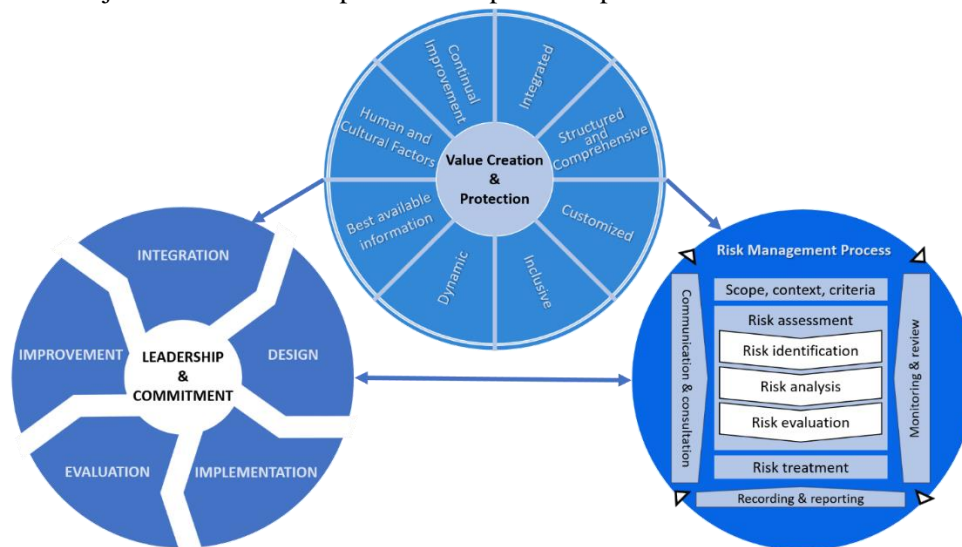 Continual
Improvement
Integrated
Human and
Cultural Factors
Structured
and
Comprehensive
Value Creation
&
Protection
Best available
information
Customized
Dynamic
Inclusive
INTEGRATION
IMPROVEMENT
DESIGN
LEADERSHIP
&
COMMITMENT
EVALUATION
IMPLEMENTATION
Risk Management Process
Scope, context, criteria
Communication & consultation
Risk assessment
Risk identification
Risk analysis
Risk evaluation
Monitoring & review
Risk treatment
Recording & reporting